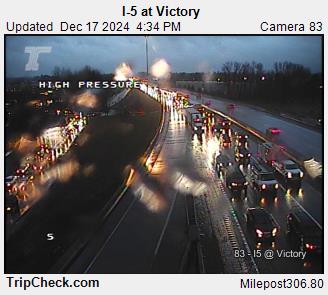 I-5 at Victory
Updated Dec 17 2024 4:34 PM Camera 83
HIGH PRESSURE
S
83 - I5 @ Victory
TripCheck.com Milepost306.80